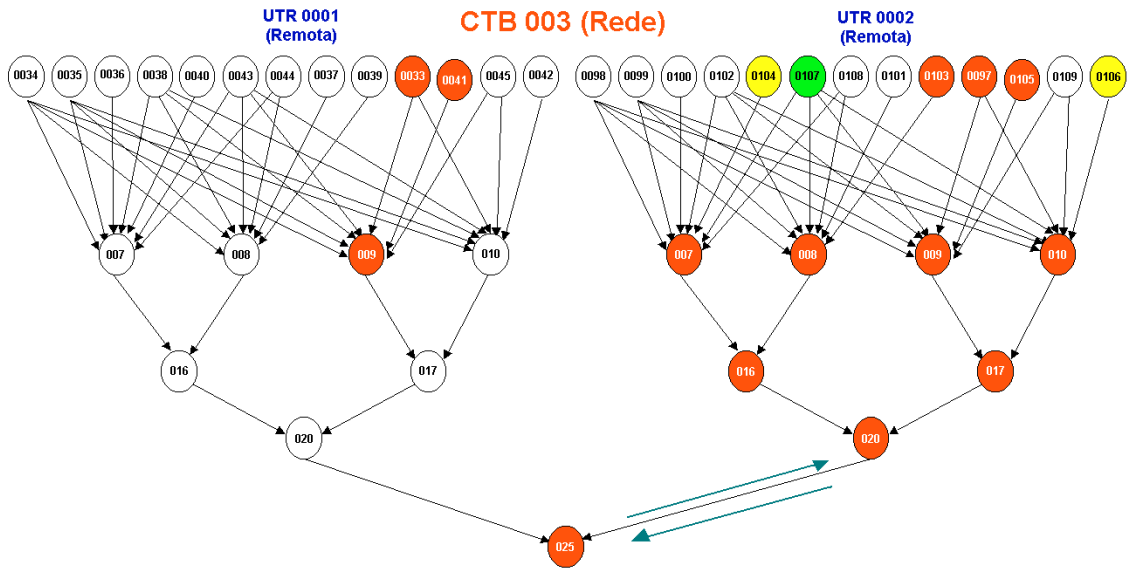 UTR 0001
(Remota)
CTB 003 (Rede)
UTR 0002
(Remota)
0034 0035 0036 0038 0040 0043 0044 0037 0039 0033 0041 0045 0042
0098 0099 0100 0102 0104 0107 0108 0101 0103 0097 0105 0109 0106
007 008 009 010
007 008 009 010
016 017
016 017
020
020
025